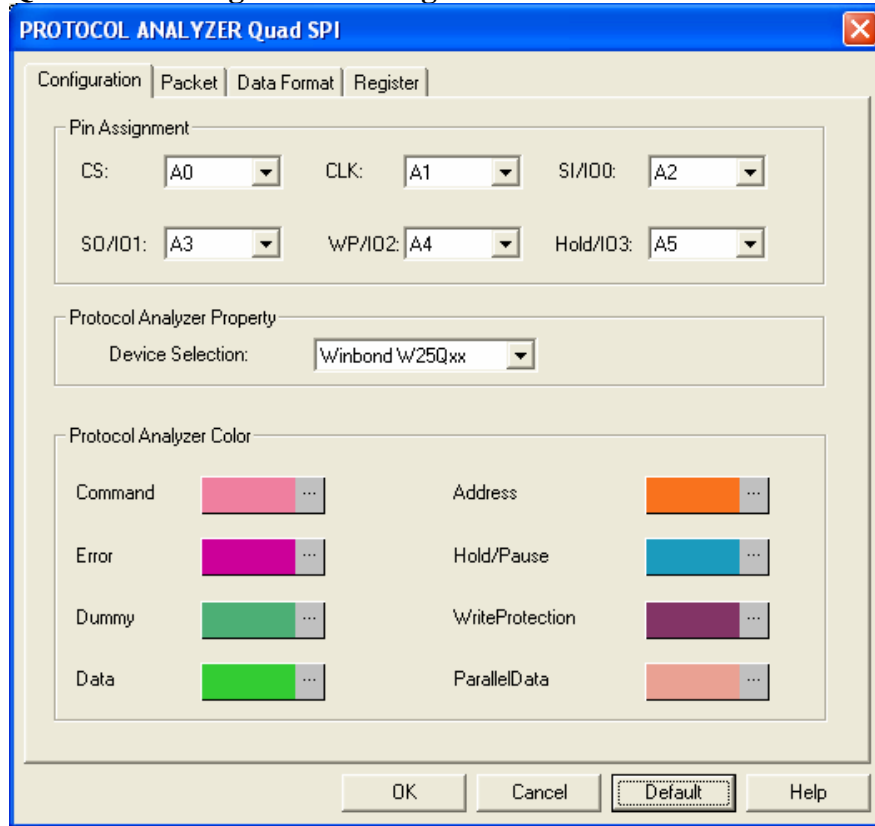 PROTOCOL ANALYZER Quad SPI
Configuration Packet Data Format Register
Pin Assignment
CS: A0 CLK: A1 SI/IO0: A2
SO/IO1: A3 WP/IO2: A4 Hold/IO3: A5
Protocol Analyzer Property
Device Selection: Winbond W25Qxx
Protocol Analyzer Color
Command ... Address ...
Error ... Hold/Pause ...
Dummy ... WriteProtection ...
Data ... ParallelData ...
OK Cancel Default Help